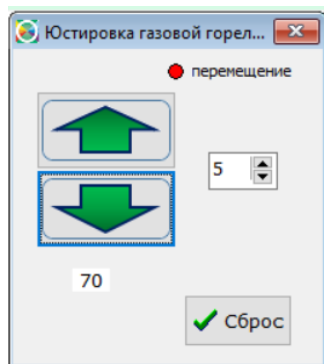 Юстировка газовой горел...
перемещение
5
70
Сброс